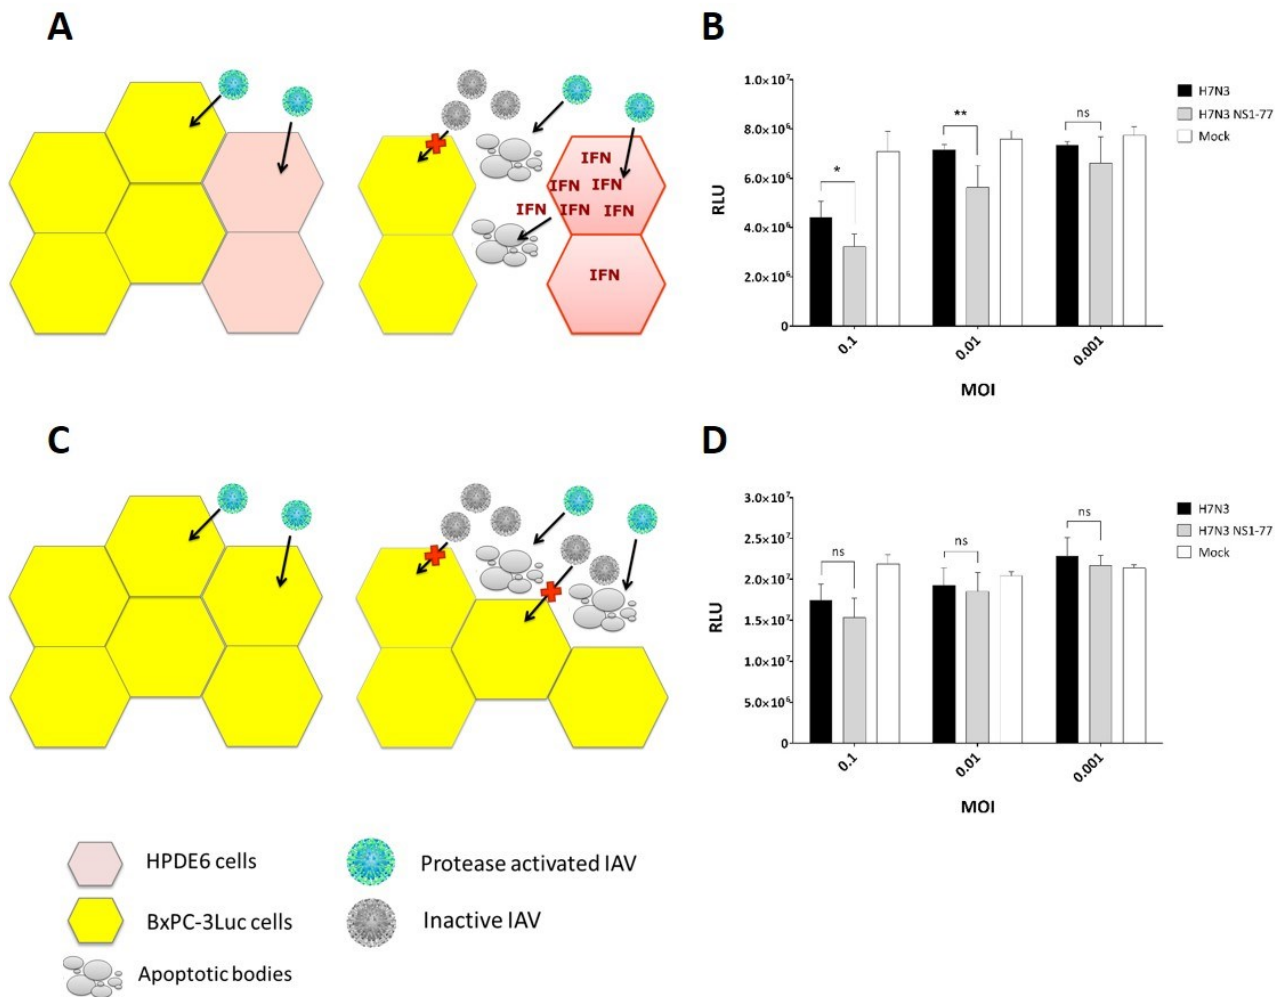 A
IFN
IFN IFN
IFN IFN IFN
IFN
B
1.0×10⁷
8.0×10⁶
6.0×10⁶
4.0×10⁶
2.0×10⁶
0
RLU
*
**
ns
0.1
0.01
0.001
MOI
H7N3
H7N3 NS1-77
Mock
C
D
3.0×10⁷
2.5×10⁷
2.0×10⁷
1.5×10⁷
1.0×10⁷
5.0×10⁶
0
RLU
ns
ns
ns
0.1
0.01
0.001
MOI
H7N3
H7N3 NS1-77
Mock
HPDE6 cells
Protease activated IAV
BxPC-3Luc cells
Inactive IAV
Apoptotic bodies